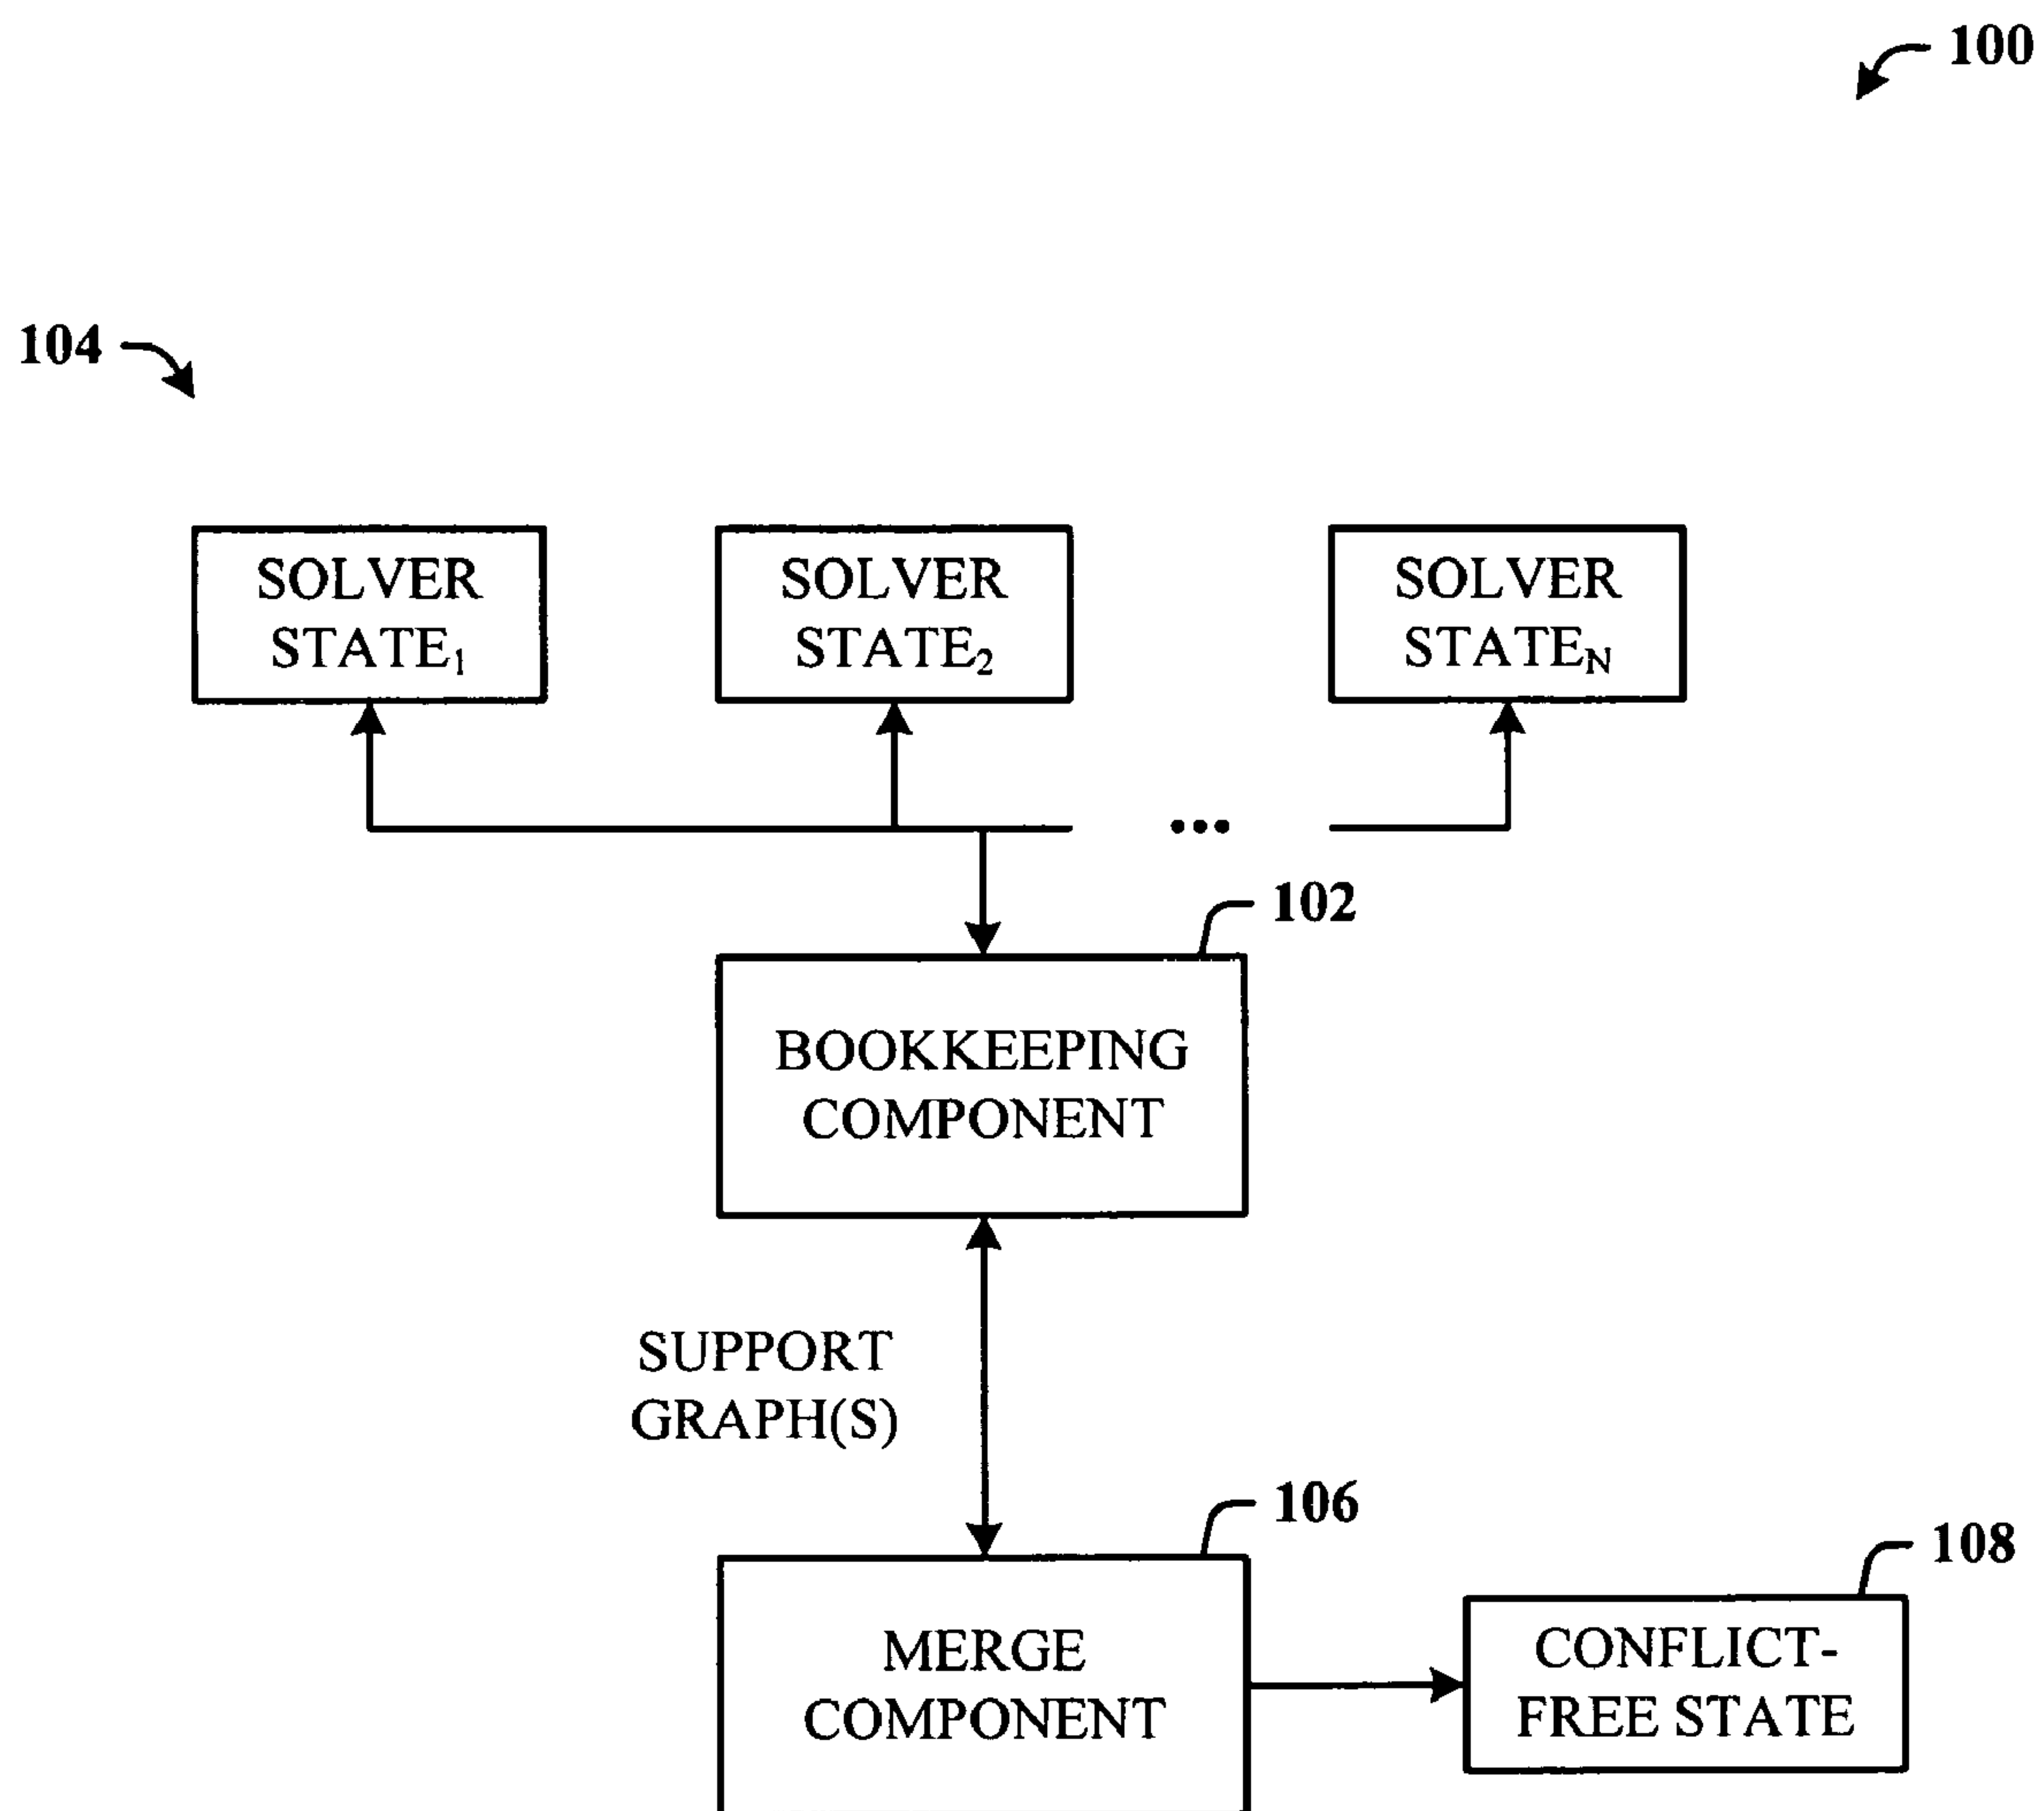 100
104
SOLVER
STATE₁
SOLVER
STATE₂
SOLVER
STATEN
...
102
BOOKKEEPING
COMPONENT
SUPPORT
GRAPH(S)
106
MERGE
COMPONENT
108
CONFLICT-
FREE STATE